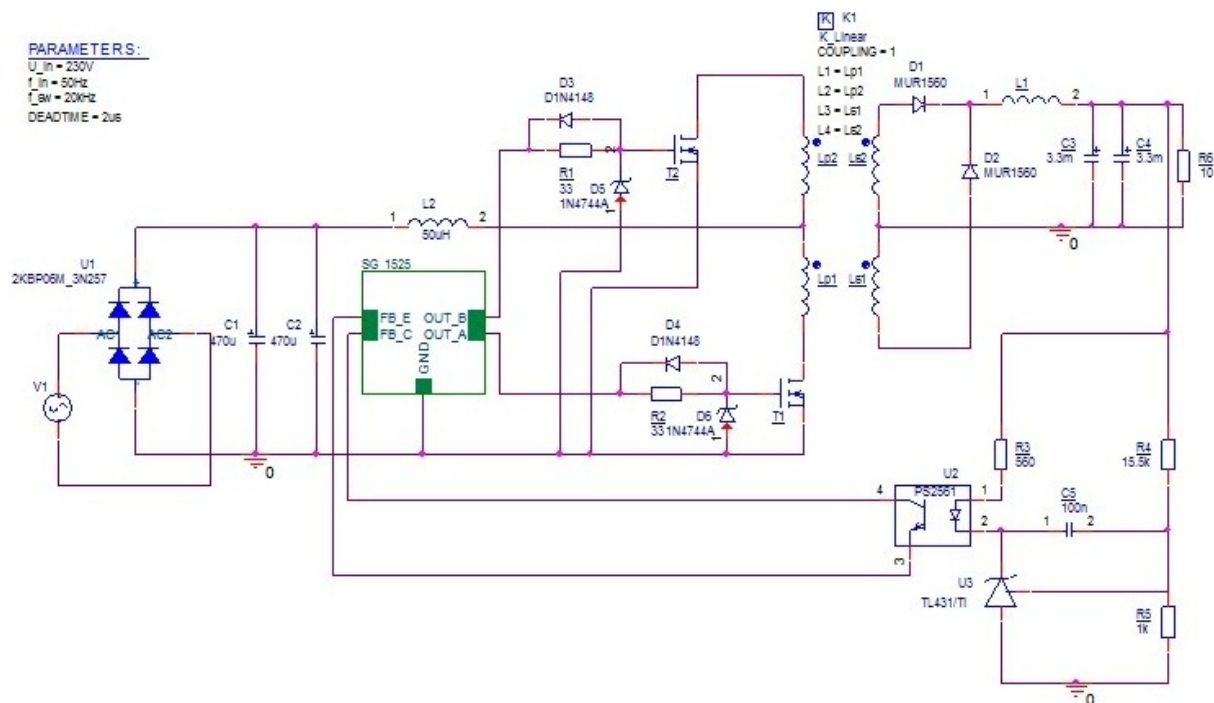 PARAMETERS:
U_in = 230V
f_in = 50Hz
f_sw = 20kHz
DEADTIME = 2us
K K1
K_Linear
COUPLING = 1
L1 = Lp1
L2 = Lp2
L3 = Ls1
L4 = Ls2
D3
D1N4148
2
R1
33
D5
1N4744A
1
T2
Lp2
Ls2
D1
MUR1560
D2
MUR1560
1
L1
2
C3
3.3m
C4
3.3m
R6
10
0
1
L2
2
50uH
U1
2KBP06M_3N257
AC
AC2
C1
470u
C2
470u
V1
0
SG_1525
FB_E
FB_C
OUT_B
OUT_A
GND
Lp1
Ls1
D4
D1N4148
2
R2
33
D6
1N4744A
1
T1
R3
560
R4
15.5k
U2
PS2561
4
1
2
3
C5
100n
1
2
U3
TL431/TI
R5
1k
0